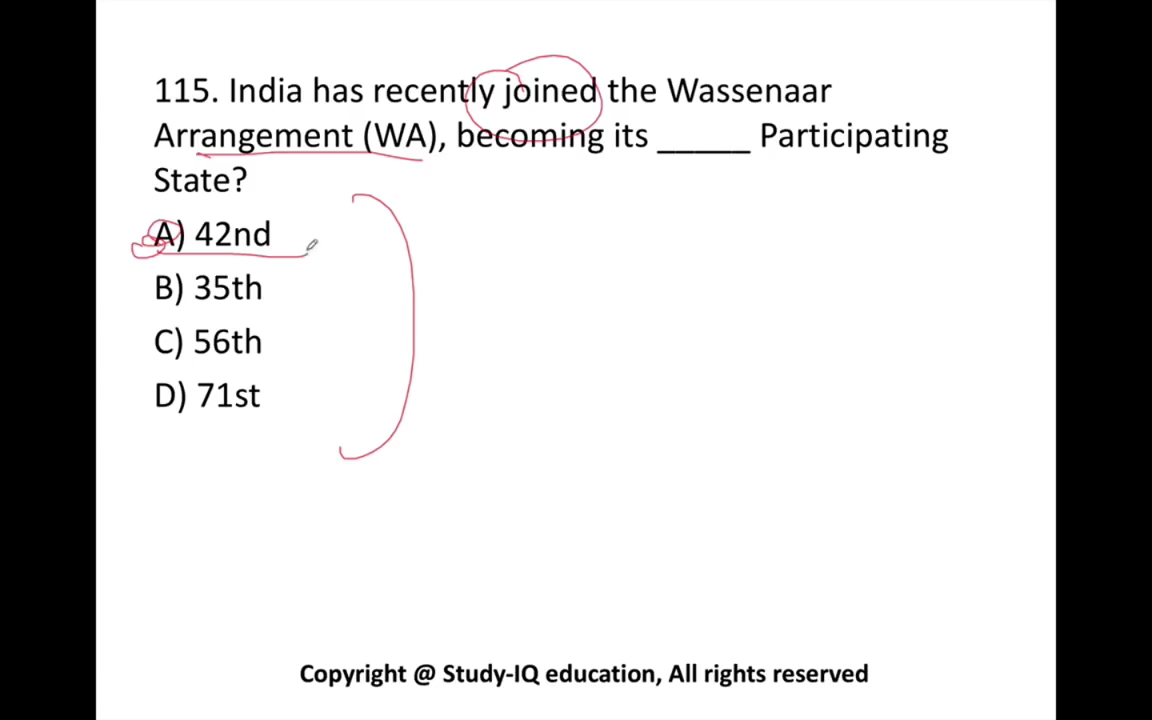 115. India has recently joined the Wassenaar
Arrangement (WA), becoming its _____ Participating
State?
A) 42nd
B) 35th
C) 56th
D) 71st
Copyright @ Study-IQ education, All rights reserved